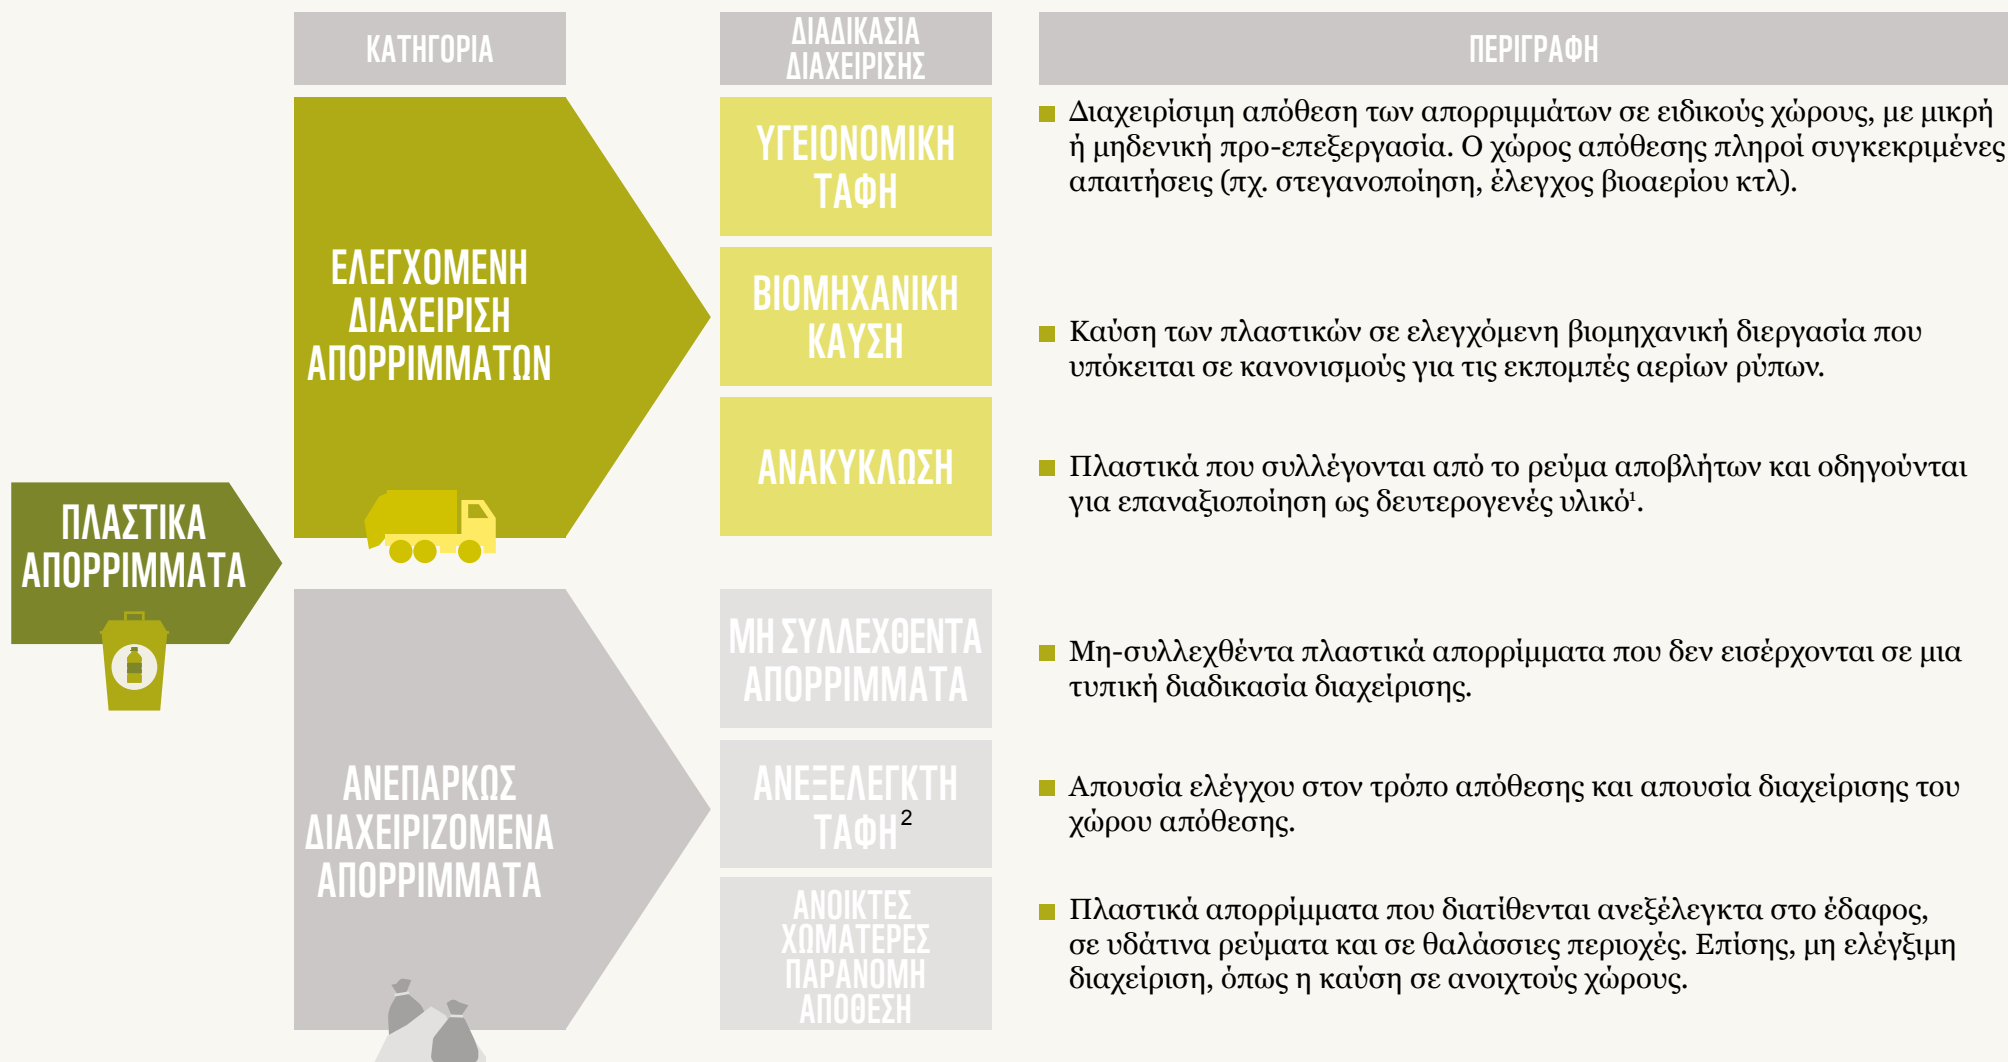 ΚΑΤΗΓΟΡΙΑ
ΔΙΑΔΙΚΑΣΙΑ
ΔΙΑΧΕΙΡΙΣΗΣ
ΠΕΡΙΓΡΑΦΗ
ΠΛΑΣΤΙΚΑ
ΑΠΟΡΡΙΜΜΑΤΑ
ΕΛΕΓΧΟΜΕΝΗ
ΔΙΑΧΕΙΡΙΣΗ
ΑΠΟΡΡΙΜΜΑΤΩΝ
ΥΓΕΙΟΝΟΜΙΚΗ
ΤΑΦΗ
Διαχειρίσιμη απόθεση των απορριμμάτων σε ειδικούς χώρους, με μικρή
ή μηδενική προ-επεξεργασία. Ο χώρος απόθεσης πληροί συγκεκριμένες
απαιτήσεις (πχ. στεγανοποίηση, έλεγχος βιοαερίου κτλ).
ΒΙΟΜΗΧΑΝΙΚΗ
ΚΑΥΣΗ
Καύση των πλαστικών σε ελεγχόμενη βιομηχανική διεργασία που
υπόκειται σε κανονισμούς για τις εκπομπές αερίων ρύπων.
ΑΝΑΚΥΚΛΩΣΗ
Πλαστικά που συλλέγονται από το ρεύμα αποβλήτων και οδηγούνται
για επαναξιοποίηση ως δευτερογενές υλικό¹.
ΑΝΕΠΑΡΚΩΣ
ΔΙΑΧΕΙΡΙΖΟΜΕΝΑ
ΑΠΟΡΡΙΜΜΑΤΑ
ΜΗ ΣΥΛΛΕΧΘΕΝΤΑ
ΑΠΟΡΡΙΜΜΑΤΑ
Μη-συλλεχθέντα πλαστικά απορρίμματα που δεν εισέρχονται σε μια
τυπική διαδικασία διαχείρισης.
ΑΝΕΞΕΛΕΓΚΤΗ
ΤΑΦΗ²
Απουσία ελέγχου στον τρόπο απόθεσης και απουσία διαχείρισης του
χώρου απόθεσης.
ΑΝΟΙΚΤΕΣ
ΧΩΜΑΤΕΡΕΣ
ΠΑΡΑΝΟΜΗ
ΑΠΟΘΕΣΗ
Πλαστικά απορρίμματα που διατίθενται ανεξέλεγκτα στο έδαφος,
σε υδάτινα ρεύματα και σε θαλάσσιες περιοχές. Επίσης, μη ελέγξιμη
διαχείριση, όπως η καύση σε ανοιχτούς χώρους.